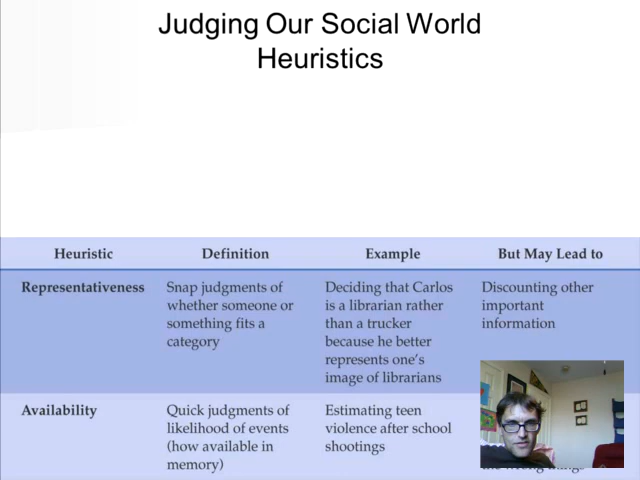 Judging Our Social World
Heuristics
Heuristic Definition Example But May Lead to
Representativeness Snap judgments of Deciding that Carlos Discounting other
whether someone or is a librarian rather important
something fits a than a trucker information
category because he better
represents one's
image of librarians
Availability Quick judgments of Estimating teen
likelihood of events violence after school
(how available in shootings
memory)